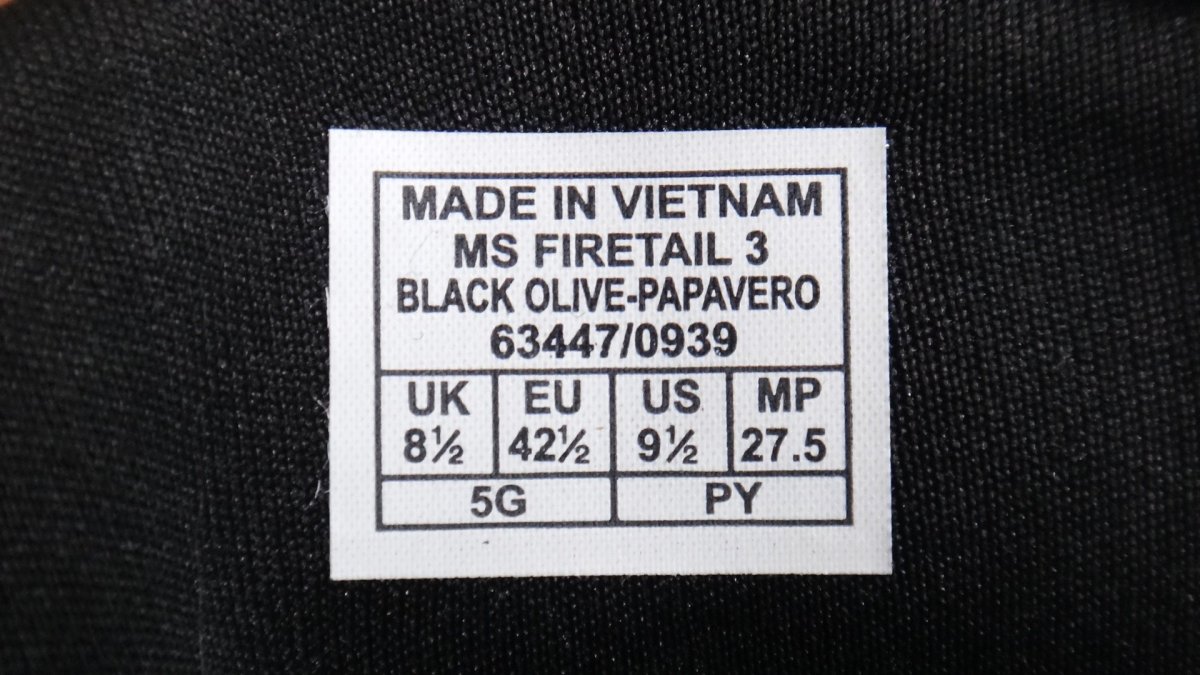 MADE IN VIETNAM
MS FIRETAIL 3
BLACK OLIVE-PAPAVERO
63447/0939
UK EU US MP
8½ 42½ 9½ 27.5
5G PY